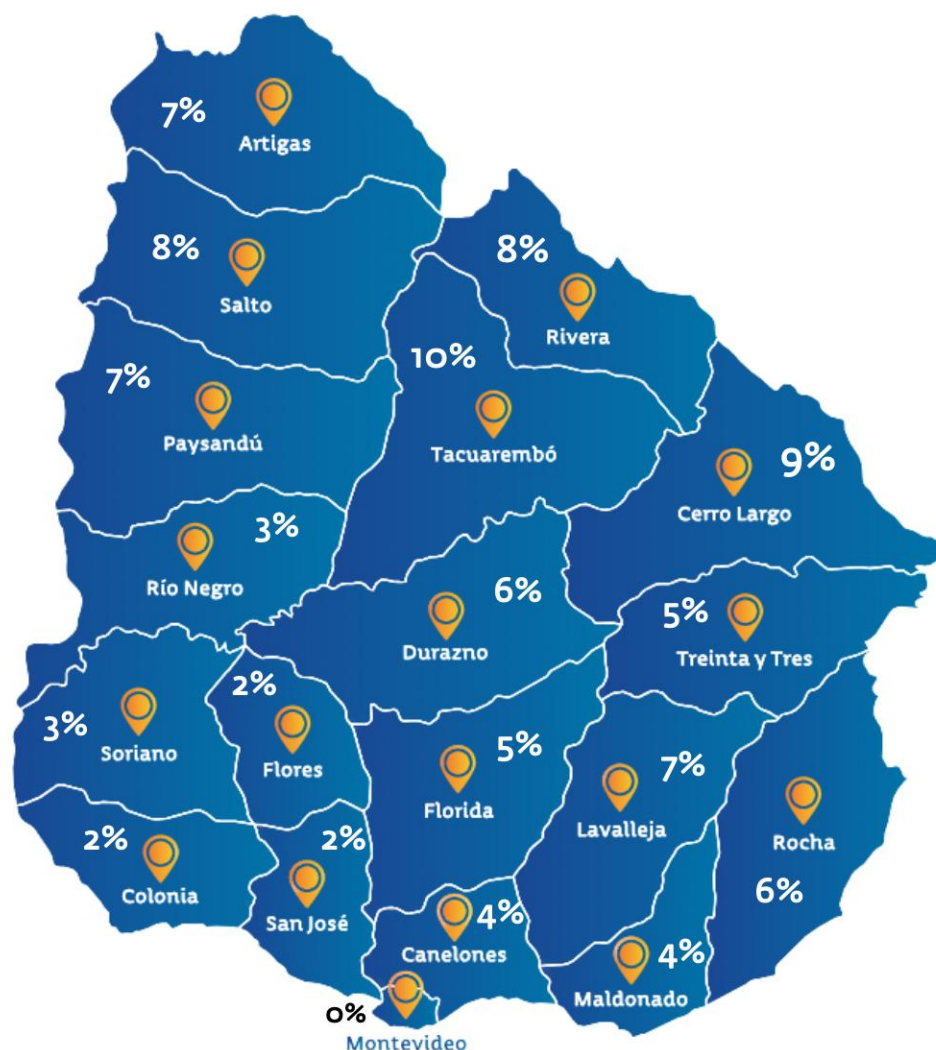 7%
Artigas
8%
Salto
8%
Rivera
7%
Paysandú
10%
Tacuarembó
9%
Cerro Largo
3%
Río Negro
6%
Durazno
5%
Treinta y Tres
3%
Soriano
2%
Flores
5%
Florida
7%
Lavalleja
Rocha
6%
2%
Colonia
2%
San José
4%
Canelones
4%
Maldonado
0%
Montevideo